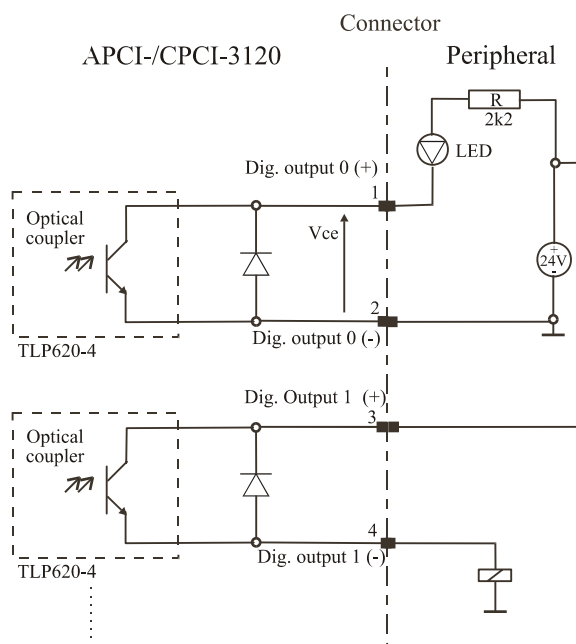 Connector
APCI-/CPCI-3120
Peripheral
R
2k2
LED
Dig. output 0 (+)
1
Optical
coupler
Vce
+
24V
-
2
Dig. output 0 (-)
TLP620-4
Dig. Output 1 (+)
3
Optical
coupler
4
Dig. output 1 (-)
TLP620-4